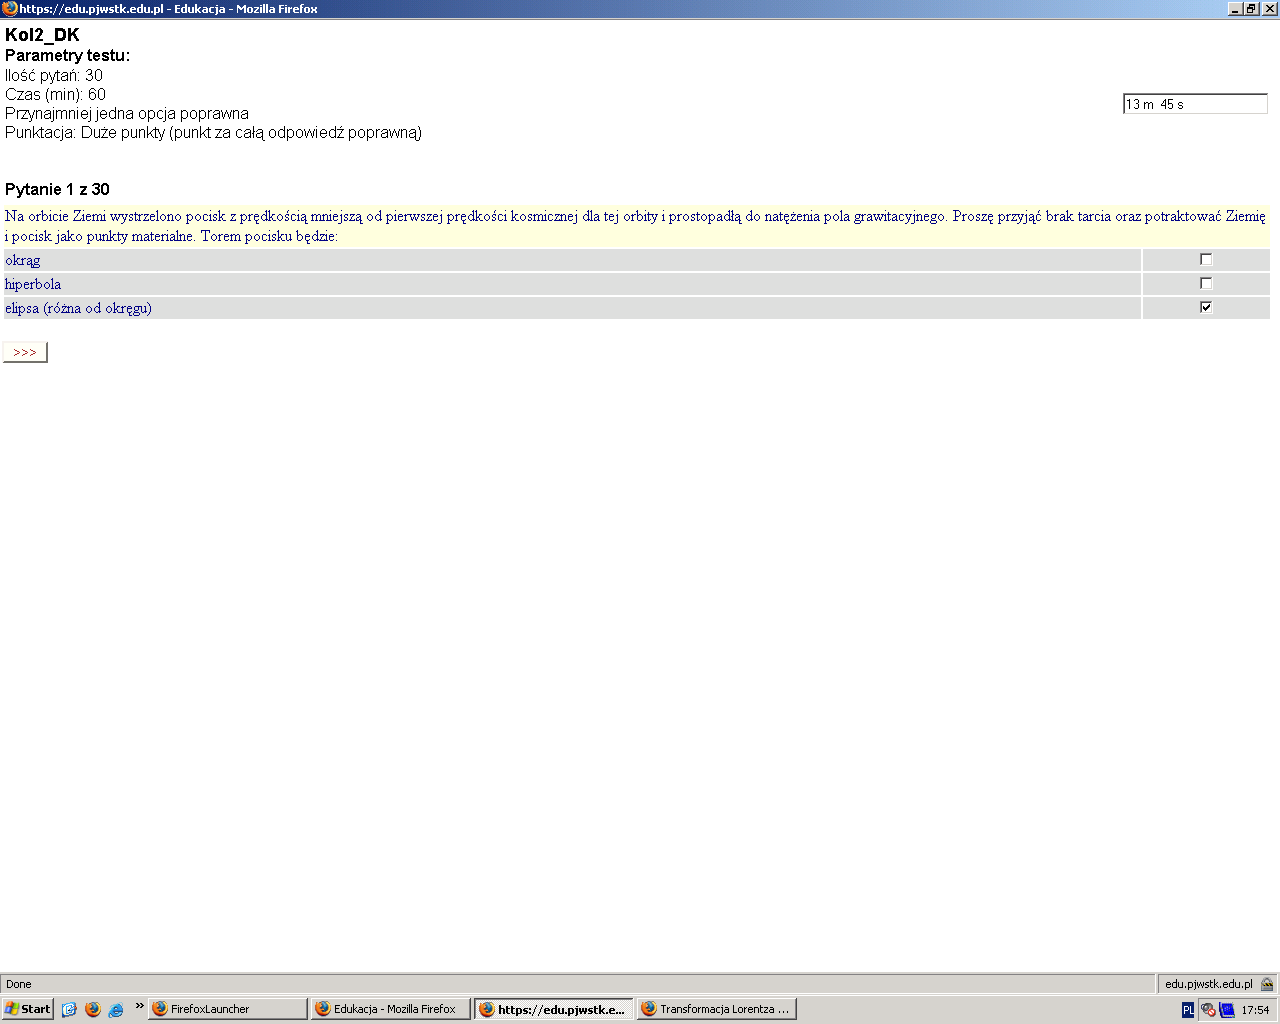 https://edu.pjwstk.edu.pl - Edukacja - Mozilla Firefox
Kol2_DK
Parametry testu:
Ilość pytań: 30
Czas (min): 60
13 m 45 s
Przynajmniej jedna opcja poprawna
Punktacja: Duże punkty (punkt za całą odpowiedź poprawną)
Pytanie 1 z 30
Na orbicie Ziemi wystrzelono pocisk z prędkością mniejszą od pierwszej prędkości kosmicznej dla tej orbity i prostopadłą do natężenia pola grawitacyjnego. Proszę przyjąć brak tarcia oraz potraktować Ziemię
i pocisk jako punkty materialne. Torem pocisku będzie:
okrąg
hiperbola
elipsa (różna od okręgu)
>>>
Done
edu.pjwstk.edu.pl
Start
»
FirefoxLauncher
Edukacja - Mozilla Firefox
https://edu.pjwstk.e...
Transformacja Lorentza ...
PL
17:54